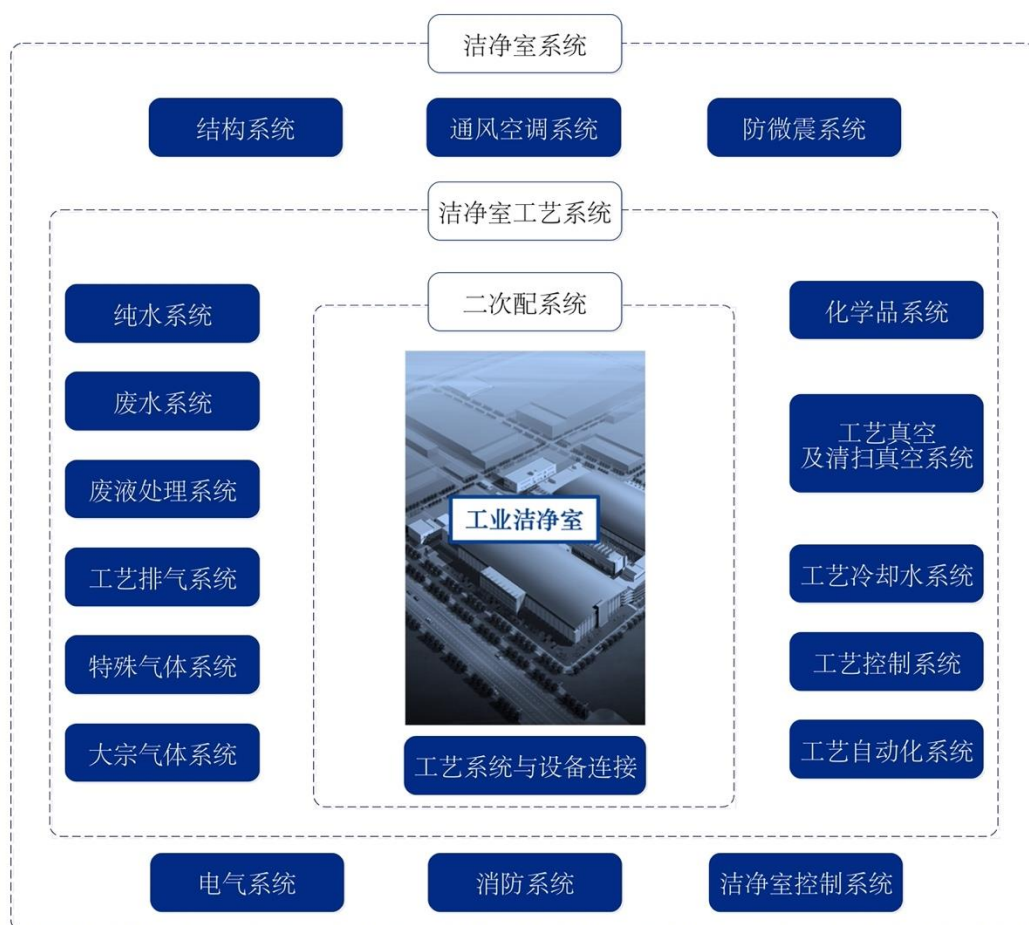 洁净室系统
结构系统
通风空调系统
防微震系统
洁净室工艺系统
二次配系统
纯水系统
废水系统
废液处理系统
工艺排气系统
特殊气体系统
大宗气体系统
工业洁净室
工艺系统与设备连接
化学品系统
工艺真空
及清扫真空系统
工艺冷却水系统
工艺控制系统
工艺自动化系统
电气系统
消防系统
洁净室控制系统